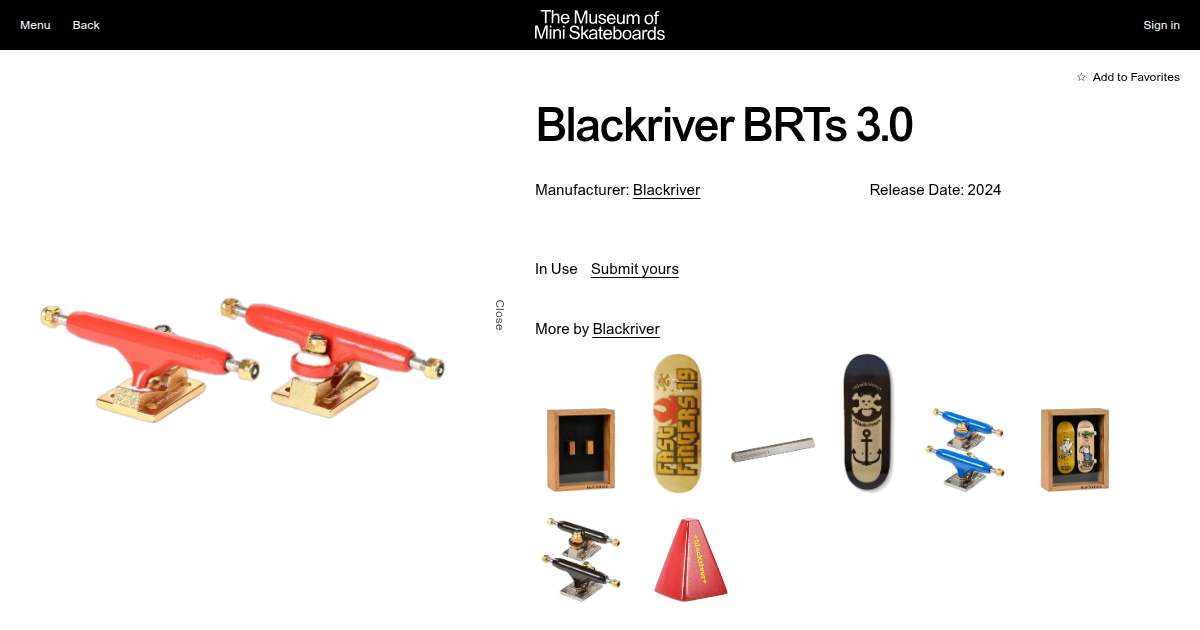 Menu
Back
The Museum of
Mini Skateboards
Sign in
☆ Add to Favorites
Blackriver BRTs 3.0
Manufacturer: Blackriver
Release Date: 2024
In Use
Submit yours
Close
More by Blackriver
FAST
FINGERS 19
•blackriver•